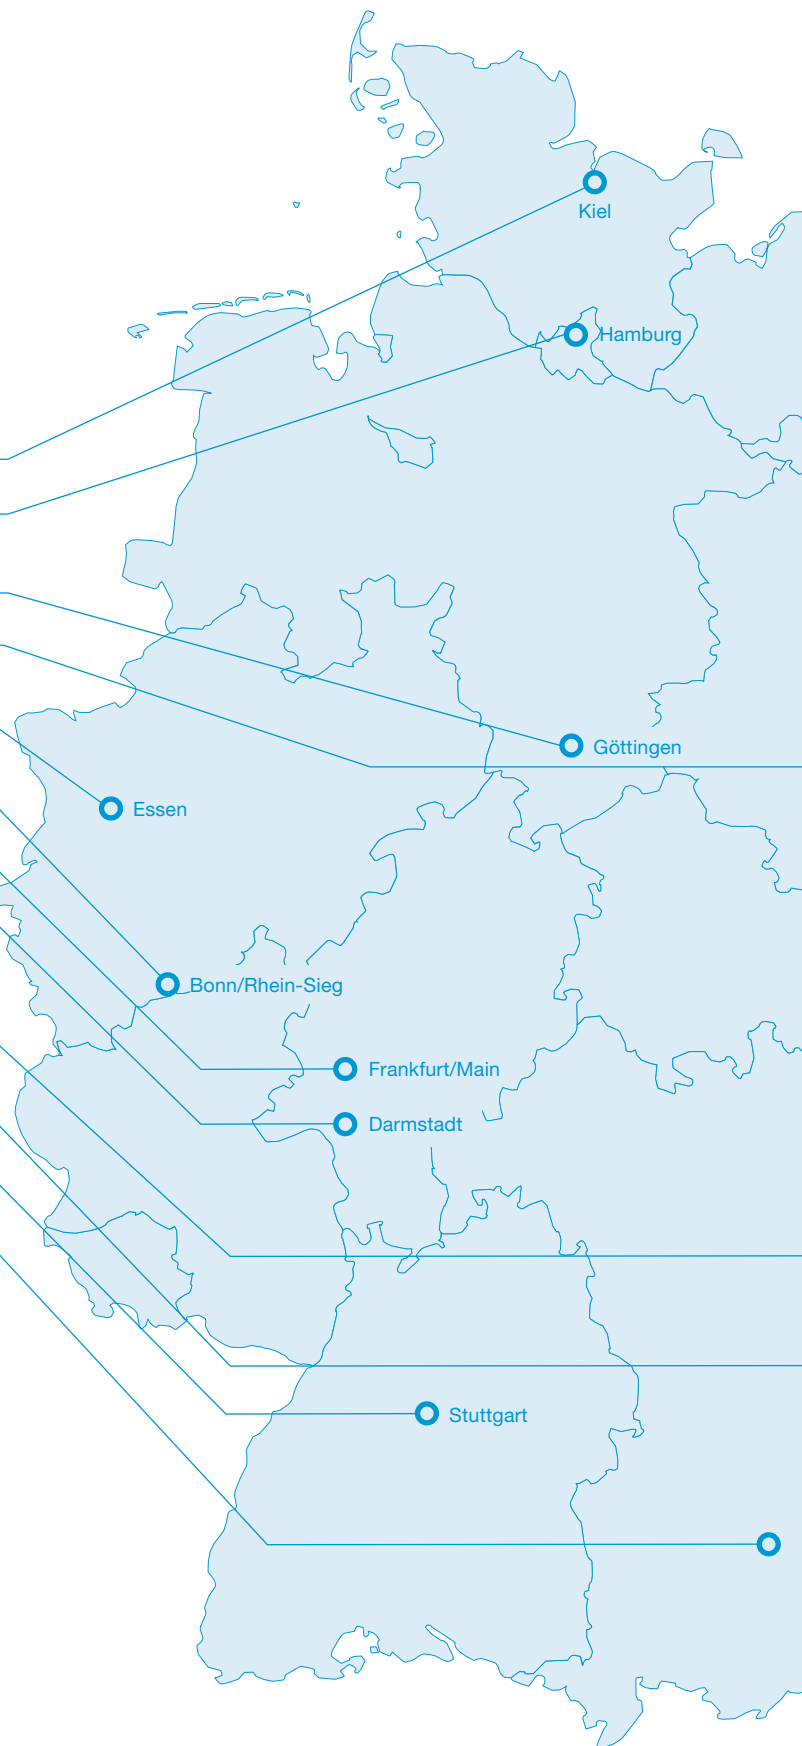 Kiel
Hamburg
Göttingen
Essen
Bonn/Rhein-Sieg
Frankfurt/Main
Darmstadt
Stuttgart